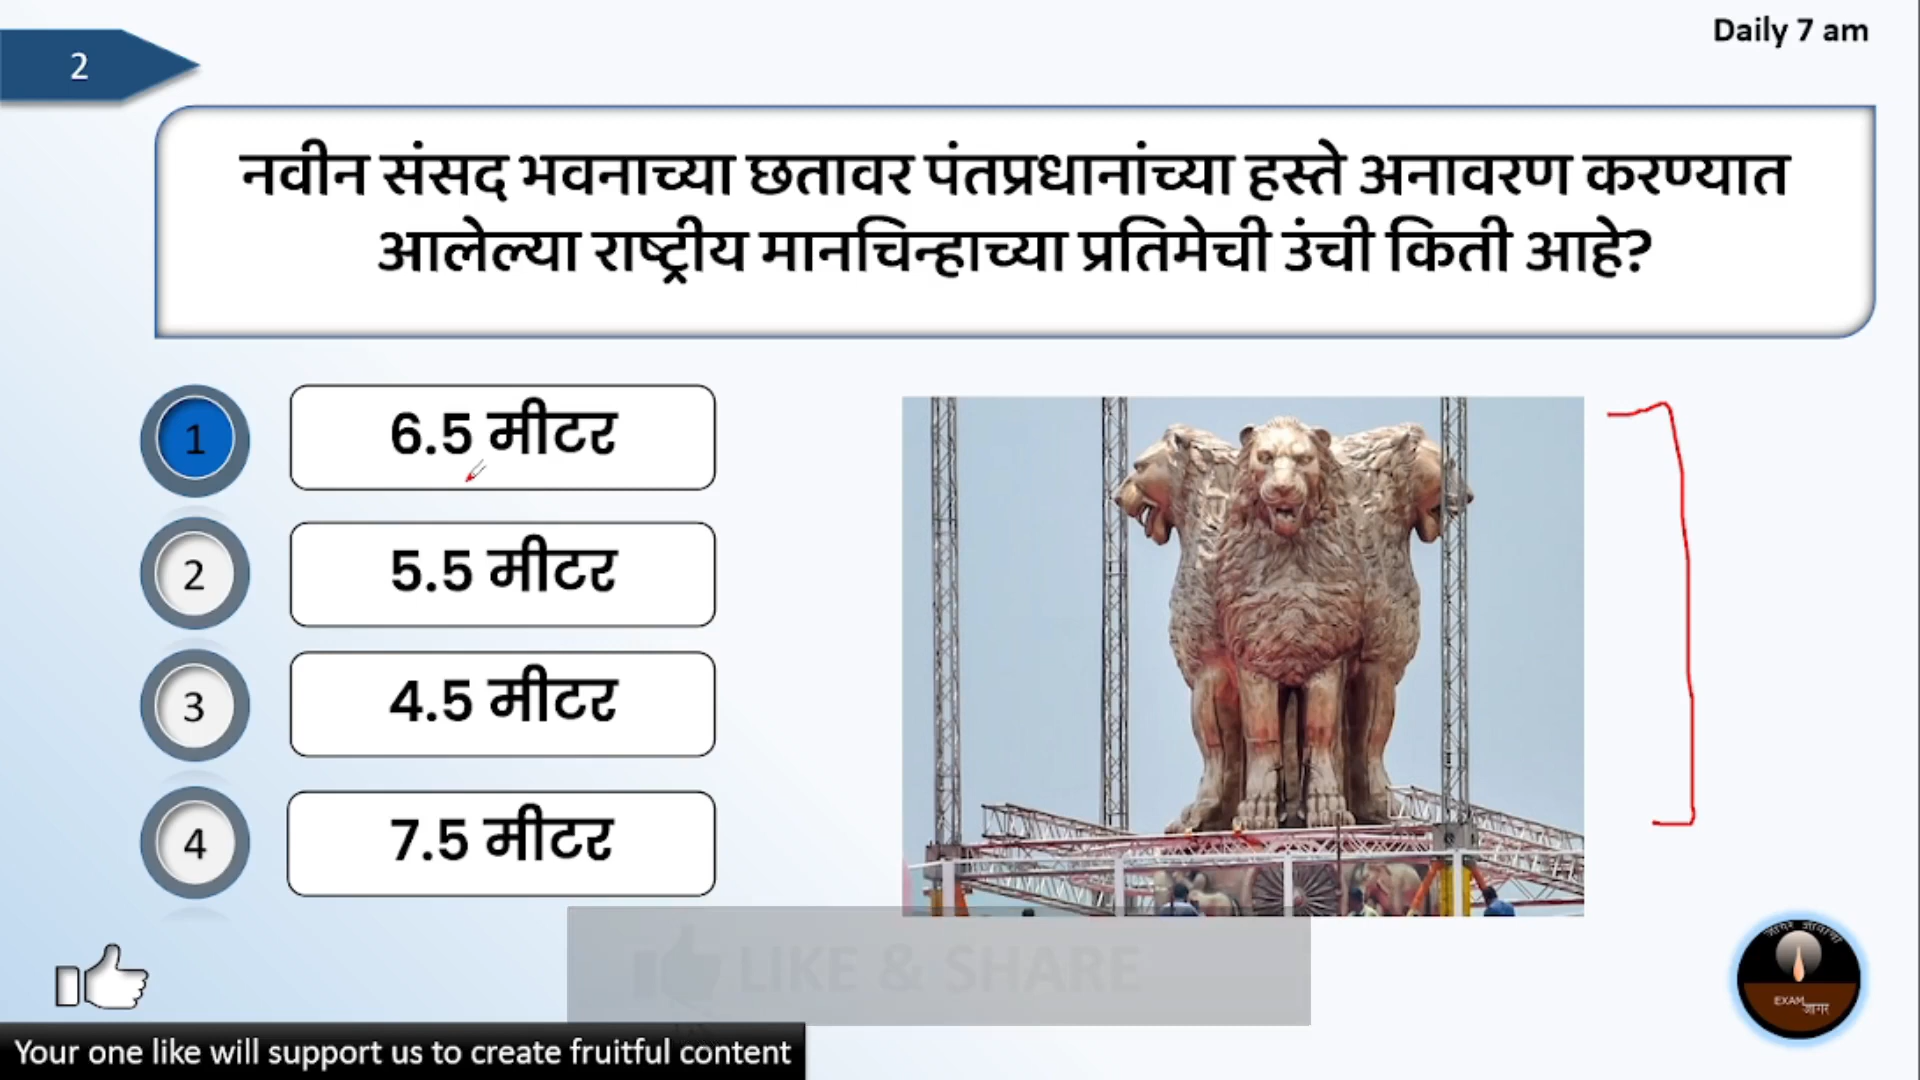 Daily 7 am
2
नवीन संसद भवनाच्या छतावर पंतप्रधानांच्या हस्ते अनावरण करण्यात
आलेल्या राष्ट्रीय मानचिन्हाच्या प्रतिमेची उंची किती आहे?
1 6.5 मीटर
2 5.5 मीटर
3 4.5 मीटर
4 7.5 मीटर
LIKE & SHARE
EXAM
जागर
Your one like will support us to create fruitful content